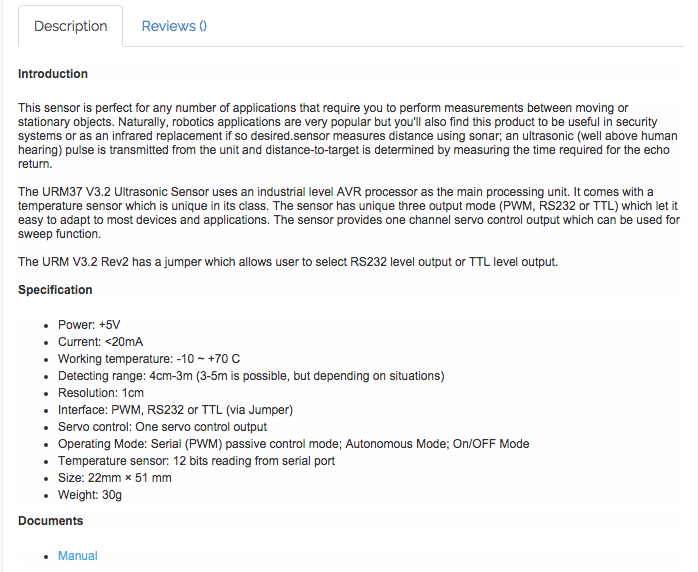 Description
Reviews ()
Introduction
This sensor is perfect for any number of applications that require you to perform measurements between moving or
stationary objects. Naturally, robotics applications are very popular but you'll also find this product to be useful in security
systems or as an infrared replacement if so desired.sensor measures distance using sonar; an ultrasonic (well above human
hearing) pulse is transmitted from the unit and distance-to-target is determined by measuring the time required for the echo
return.
The URM37 V3.2 Ultrasonic Sensor uses an industrial level AVR processor as the main processing unit. It comes with a
temperature sensor which is unique in its class. The sensor has unique three output mode (PWM, RS232 or TTL) which let it
easy to adapt to most devices and applications. The sensor provides one channel servo control output which can be used for
sweep function.
The URM V3.2 Rev2 has a jumper which allows user to select RS232 level output or TTL level output.
Specification
• Power: +5V
• Current: <20mA
• Working temperature: -10 ~ +70 C
• Detecting range: 4cm-3m (3-5m is possible, but depending on situations)
• Resolution: 1cm
• Interface: PWM, RS232 or TTL (via Jumper)
• Servo control: One servo control output
• Operating Mode: Serial (PWM) passive control mode; Autonomous Mode; On/OFF Mode
• Temperature sensor: 12 bits reading from serial port
• Size: 22mm × 51 mm
• Weight: 30g
Documents
• Manual